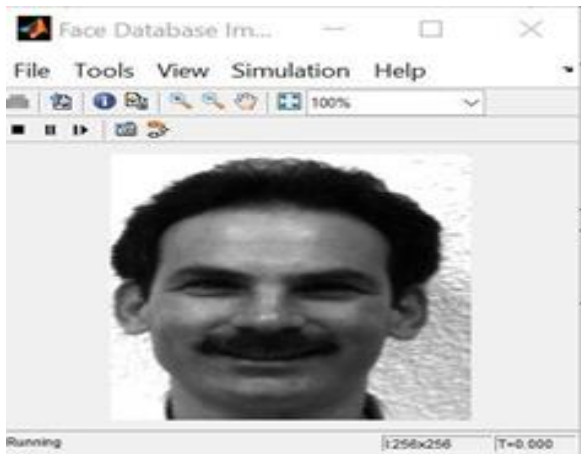 Face Database Im...
File Tools View Simulation Help
100%
Running
I:256x256 T=0.000